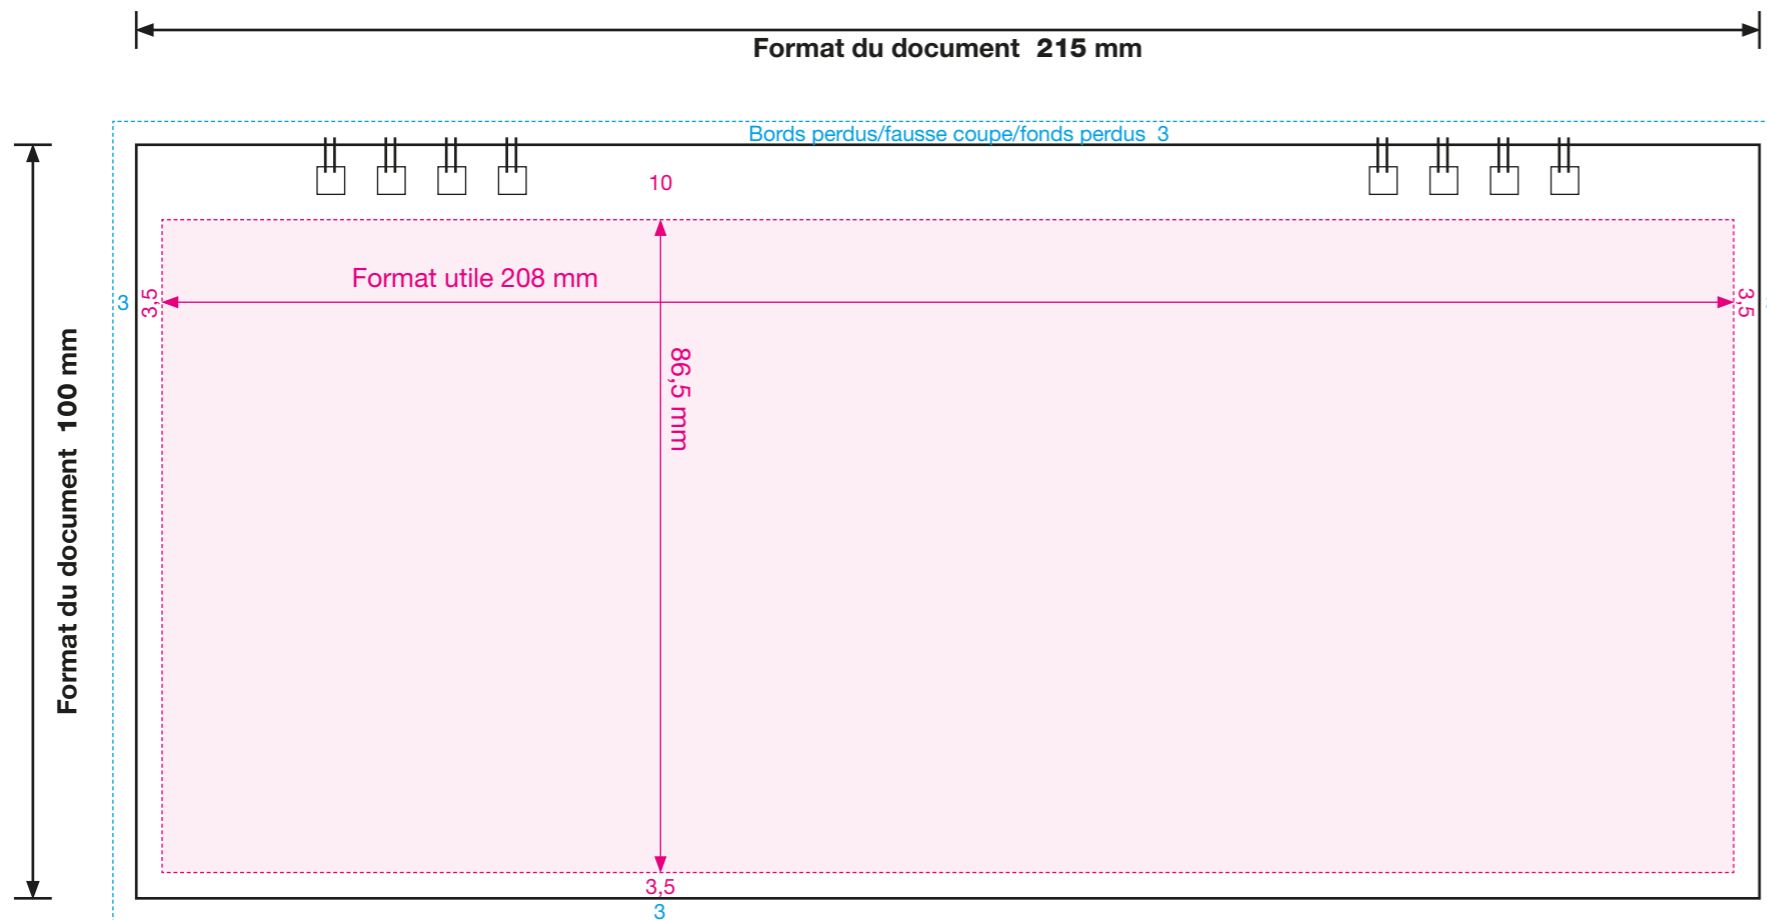 Format du document  215 mm
Bords perdus/fausse coupe/fonds perdus  3
10
Format utile 208 mm
3
3,5
3,5
86,5 mm
Format du document  100 mm
3,5
3